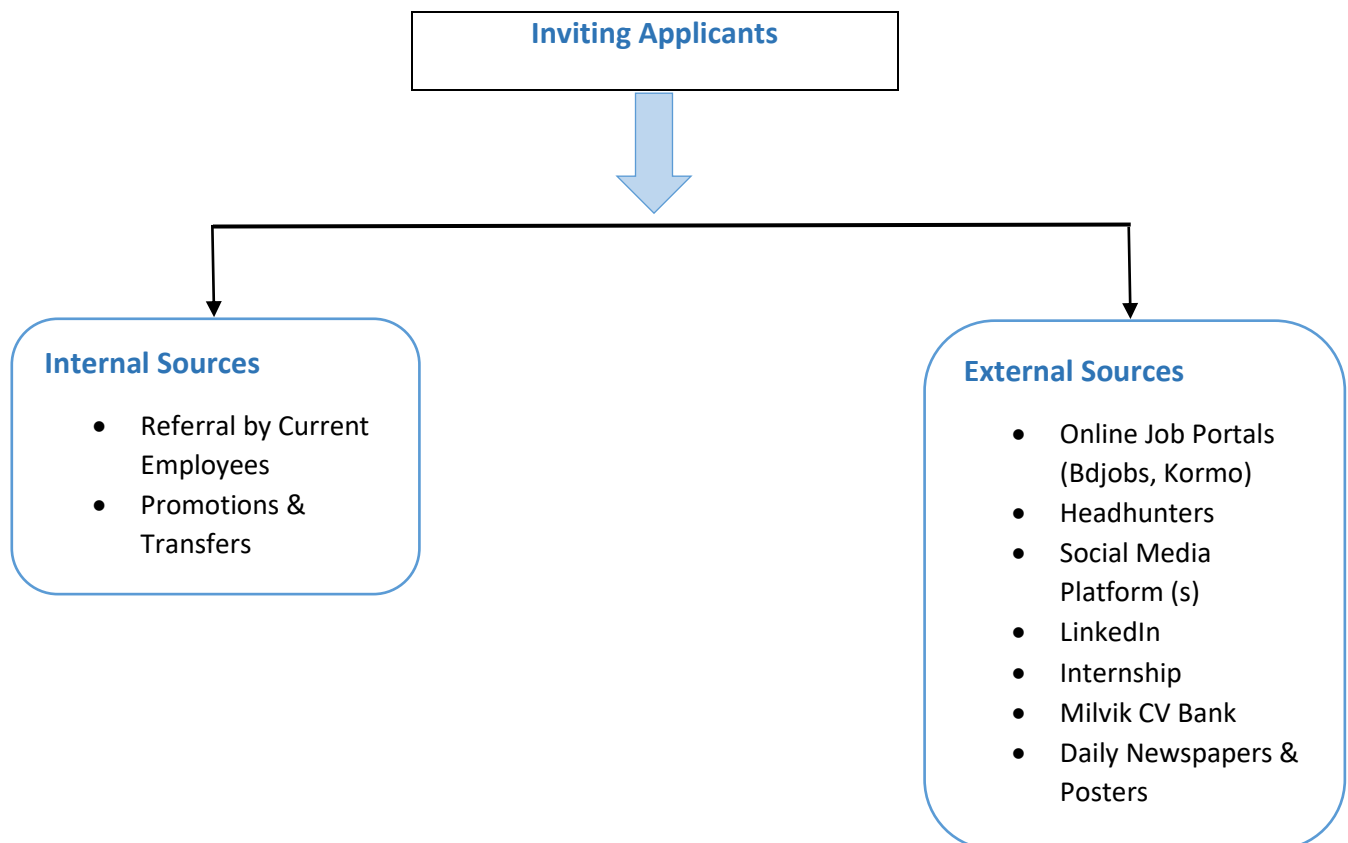 Inviting Applicants
Internal Sources
• Referral by Current
Employees
• Promotions &
Transfers
External Sources
• Online Job Portals
(Bdjobs, Kormo)
• Headhunters
• Social Media
Platform (s)
• LinkedIn
• Internship
• Milvik CV Bank
• Daily Newspapers &
Posters